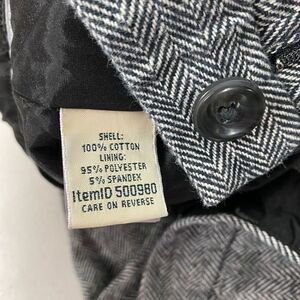 SHELL:
100% COTTON
LINING:
95% POLYESTER
5% SPANDEX
ItemID 500980
CARE ON REVERSE